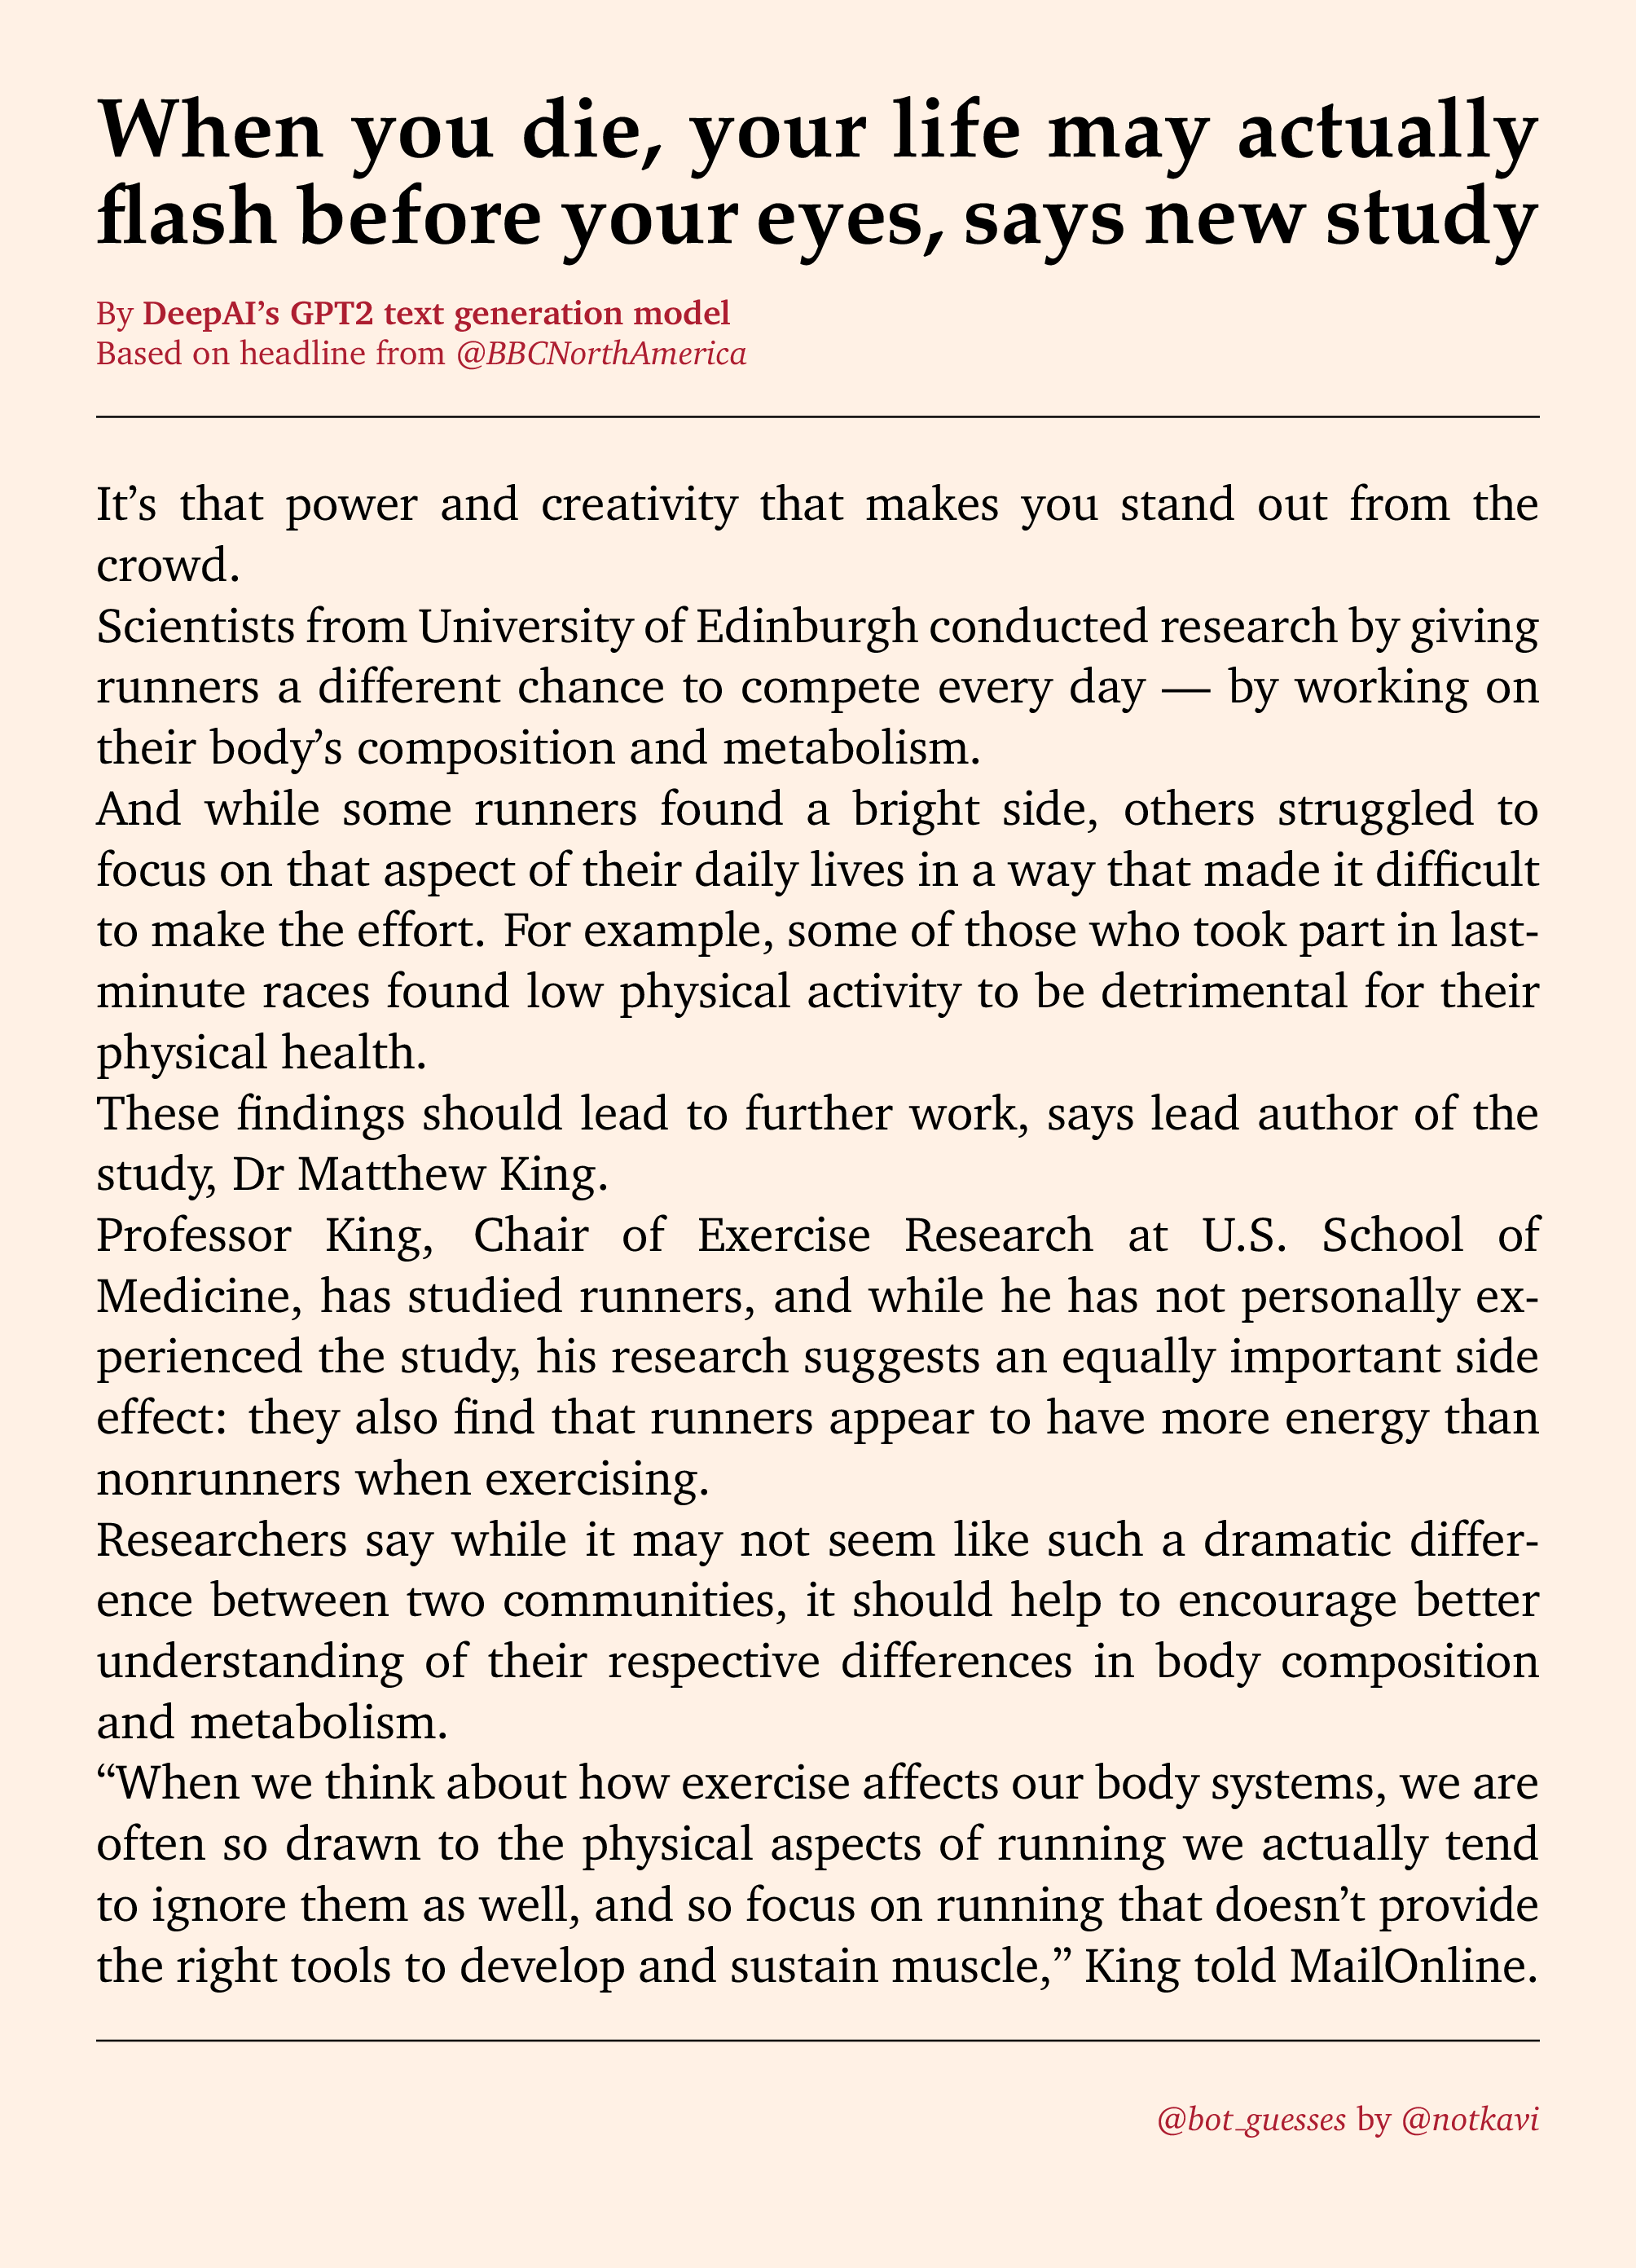 When you die, your life may actually
flash before your eyes, says new study
By DeepAI’s GPT2 text generation model
Based on headline from @BBCNorthAmerica
It’s that power and creativity that makes you stand out from the
crowd.
Scientists from University of Edinburgh conducted research by giving
runners a different chance to compete every day — by working on
their body’s composition and metabolism.
And while some runners found a bright side, others struggled to
focus on that aspect of their daily lives in a way that made it difficult
to make the effort. For example, some of those who took part in last-
minute races found low physical activity to be detrimental for their
physical health.
These findings should lead to further work, says lead author of the
study, Dr Matthew King.
Professor King, Chair of Exercise Research at U.S. School of
Medicine, has studied runners, and while he has not personally ex-
perienced the study, his research suggests an equally important side
effect: they also find that runners appear to have more energy than
nonrunners when exercising.
Researchers say while it may not seem like such a dramatic differ-
ence between two communities, it should help to encourage better
understanding of their respective differences in body composition
and metabolism.
“When we think about how exercise affects our body systems, we are
often so drawn to the physical aspects of running we actually tend
to ignore them as well, and so focus on running that doesn’t provide
the right tools to develop and sustain muscle,” King told MailOnline.
@bot_guesses by @notkavi